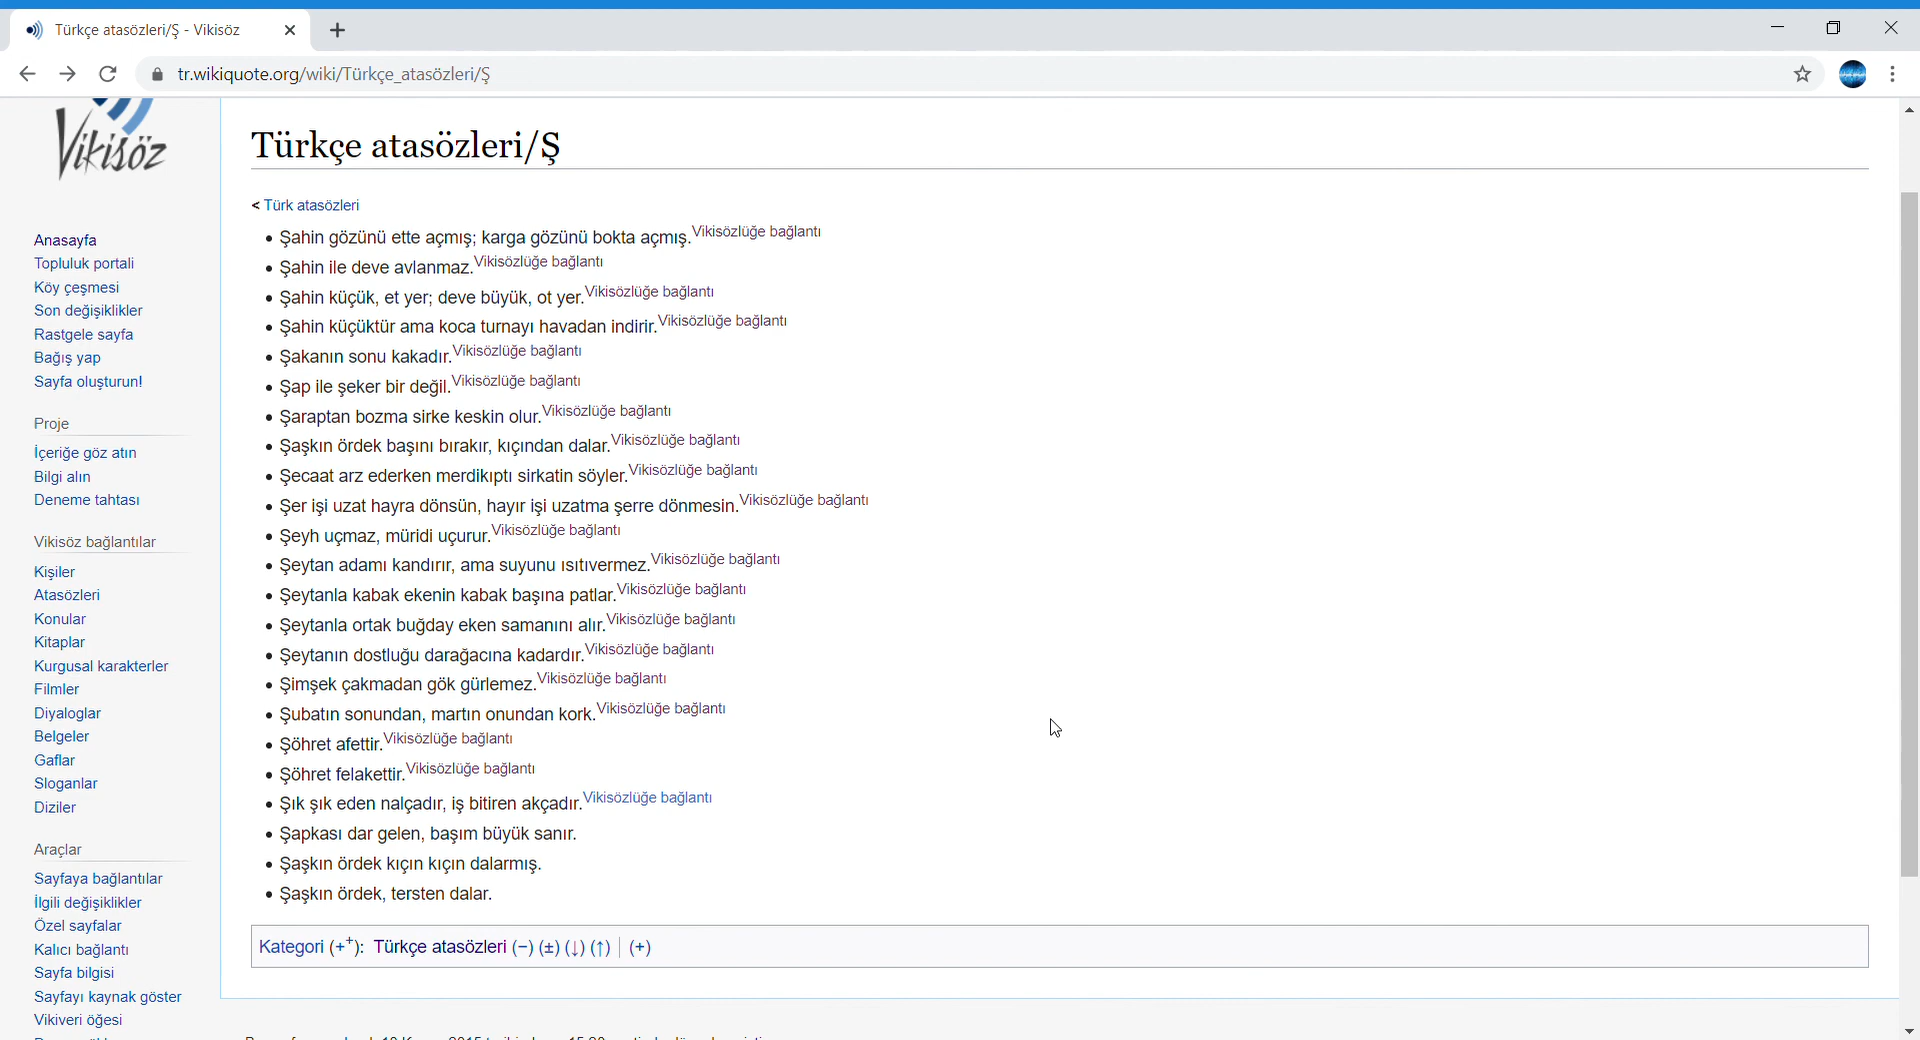 Türkçe atasözleri/Ş - Vikisöz
tr.wikiquote.org/wiki/Türkçe_atasözleri/Ş
Vikisöz
Anasayfa
Topluluk portali
Köy çeşmesi
Son değişiklikler
Rastgele sayfa
Bağış yap
Sayfa oluşturun!
Proje
İçeriğe göz atın
Bilgi alın
Deneme tahtası
Vikisöz bağlantılar
Kişiler
Atasözleri
Konular
Kitaplar
Kurgusal karakterler
Filmler
Diyaloglar
Belgeler
Gaflar
Sloganlar
Diziler
Araçlar
Sayfaya bağlantılar
İlgili değişiklikler
Özel sayfalar
Kalıcı bağlantı
Sayfa bilgisi
Sayfayı kaynak göster
Vikiveri öğesi
Türkçe atasözleri/Ş
< Türk atasözleri
• Şahin gözünü ette açmış; karga gözünü bokta açmış.Vikisözlüğe bağlantı
• Şahin ile deve avlanmaz.Vikisözlüğe bağlantı
• Şahin küçük, et yer; deve büyük, ot yer.Vikisözlüğe bağlantı
• Şahin küçüktür ama koca turnayı havadan indirir.Vikisözlüğe bağlantı
• Şakanın sonu kakadır.Vikisözlüğe bağlantı
• Şap ile şeker bir değil.Vikisözlüğe bağlantı
• Şaraptan bozma sirke keskin olur.Vikisözlüğe bağlantı
• Şaşkın ördek başını bırakır, kıçından dalar.Vikisözlüğe bağlantı
• Şecaat arz ederken merdikıptı sirkatin söyler.Vikisözlüğe bağlantı
• Şer işi uzat hayra dönsün, hayır işi uzatma şerre dönmesin.Vikisözlüğe bağlantı
• Şeyh uçmaz, müridi uçurur.Vikisözlüğe bağlantı
• Şeytan adamı kandırır, ama suyunu ısıtıvermez.Vikisözlüğe bağlantı
• Şeytanla kabak ekenin kabak başına patlar.Vikisözlüğe bağlantı
• Şeytanla ortak buğday eken samanını alır.Vikisözlüğe bağlantı
• Şeytanın dostluğu darağacına kadardır.Vikisözlüğe bağlantı
• Şimşek çakmadan gök gürlemez.Vikisözlüğe bağlantı
• Şubatın sonundan, martın onundan kork.Vikisözlüğe bağlantı
• Şöhret afettir.Vikisözlüğe bağlantı
• Şöhret felakettir.Vikisözlüğe bağlantı
• Şık şık eden nalçadır, iş bitiren akçadır.Vikisözlüğe bağlantı
• Şapkası dar gelen, başım büyük sanır.
• Şaşkın ördek kıçın kıçın dalarmış.
• Şaşkın ördek, tersten dalar.
Kategori (+⁺): Türkçe atasözleri (−) (±) (↓) (↑) | (+)